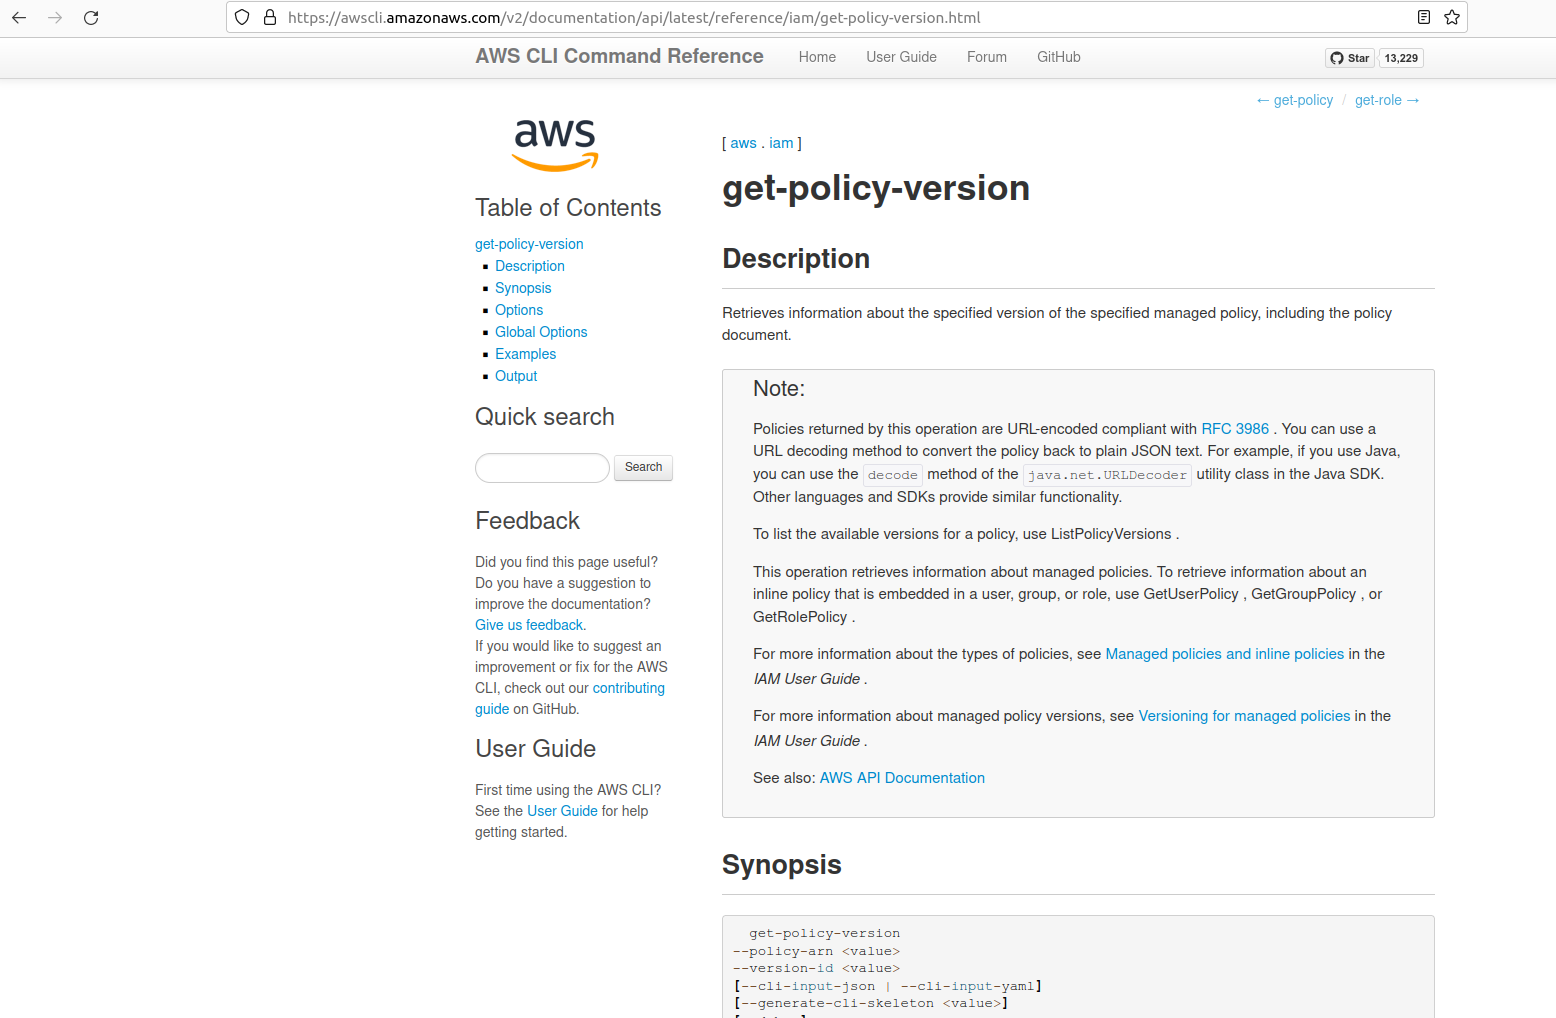 https://awscli.amazonaws.com/v2/documentation/api/latest/reference/iam/get-policy-version.html
AWS CLI Command Reference Home User Guide Forum GitHub Star 13,229
← get-policy / get-role →
aws
Table of Contents
get-policy-version
▪ Description
▪ Synopsis
▪ Options
▪ Global Options
▪ Examples
▪ Output
Quick search
Search
Feedback
Did you find this page useful?
Do you have a suggestion to
improve the documentation?
Give us feedback.
If you would like to suggest an
improvement or fix for the AWS
CLI, check out our contributing
guide on GitHub.
User Guide
First time using the AWS CLI?
See the User Guide for help
getting started.
[ aws . iam ]
get-policy-version
Description
Retrieves information about the specified version of the specified managed policy, including the policy
document.
Note:
Policies returned by this operation are URL-encoded compliant with RFC 3986 . You can use a
URL decoding method to convert the policy back to plain JSON text. For example, if you use Java,
you can use the decode method of the java.net.URLDecoder utility class in the Java SDK.
Other languages and SDKs provide similar functionality.
To list the available versions for a policy, use ListPolicyVersions .
This operation retrieves information about managed policies. To retrieve information about an
inline policy that is embedded in a user, group, or role, use GetUserPolicy , GetGroupPolicy , or
GetRolePolicy .
For more information about the types of policies, see Managed policies and inline policies in the
IAM User Guide .
For more information about managed policy versions, see Versioning for managed policies in the
IAM User Guide .
See also: AWS API Documentation
Synopsis
get-policy-version
--policy-arn <value>
--version-id <value>
[--cli-input-json | --cli-input-yaml]
[--generate-cli-skeleton <value>]